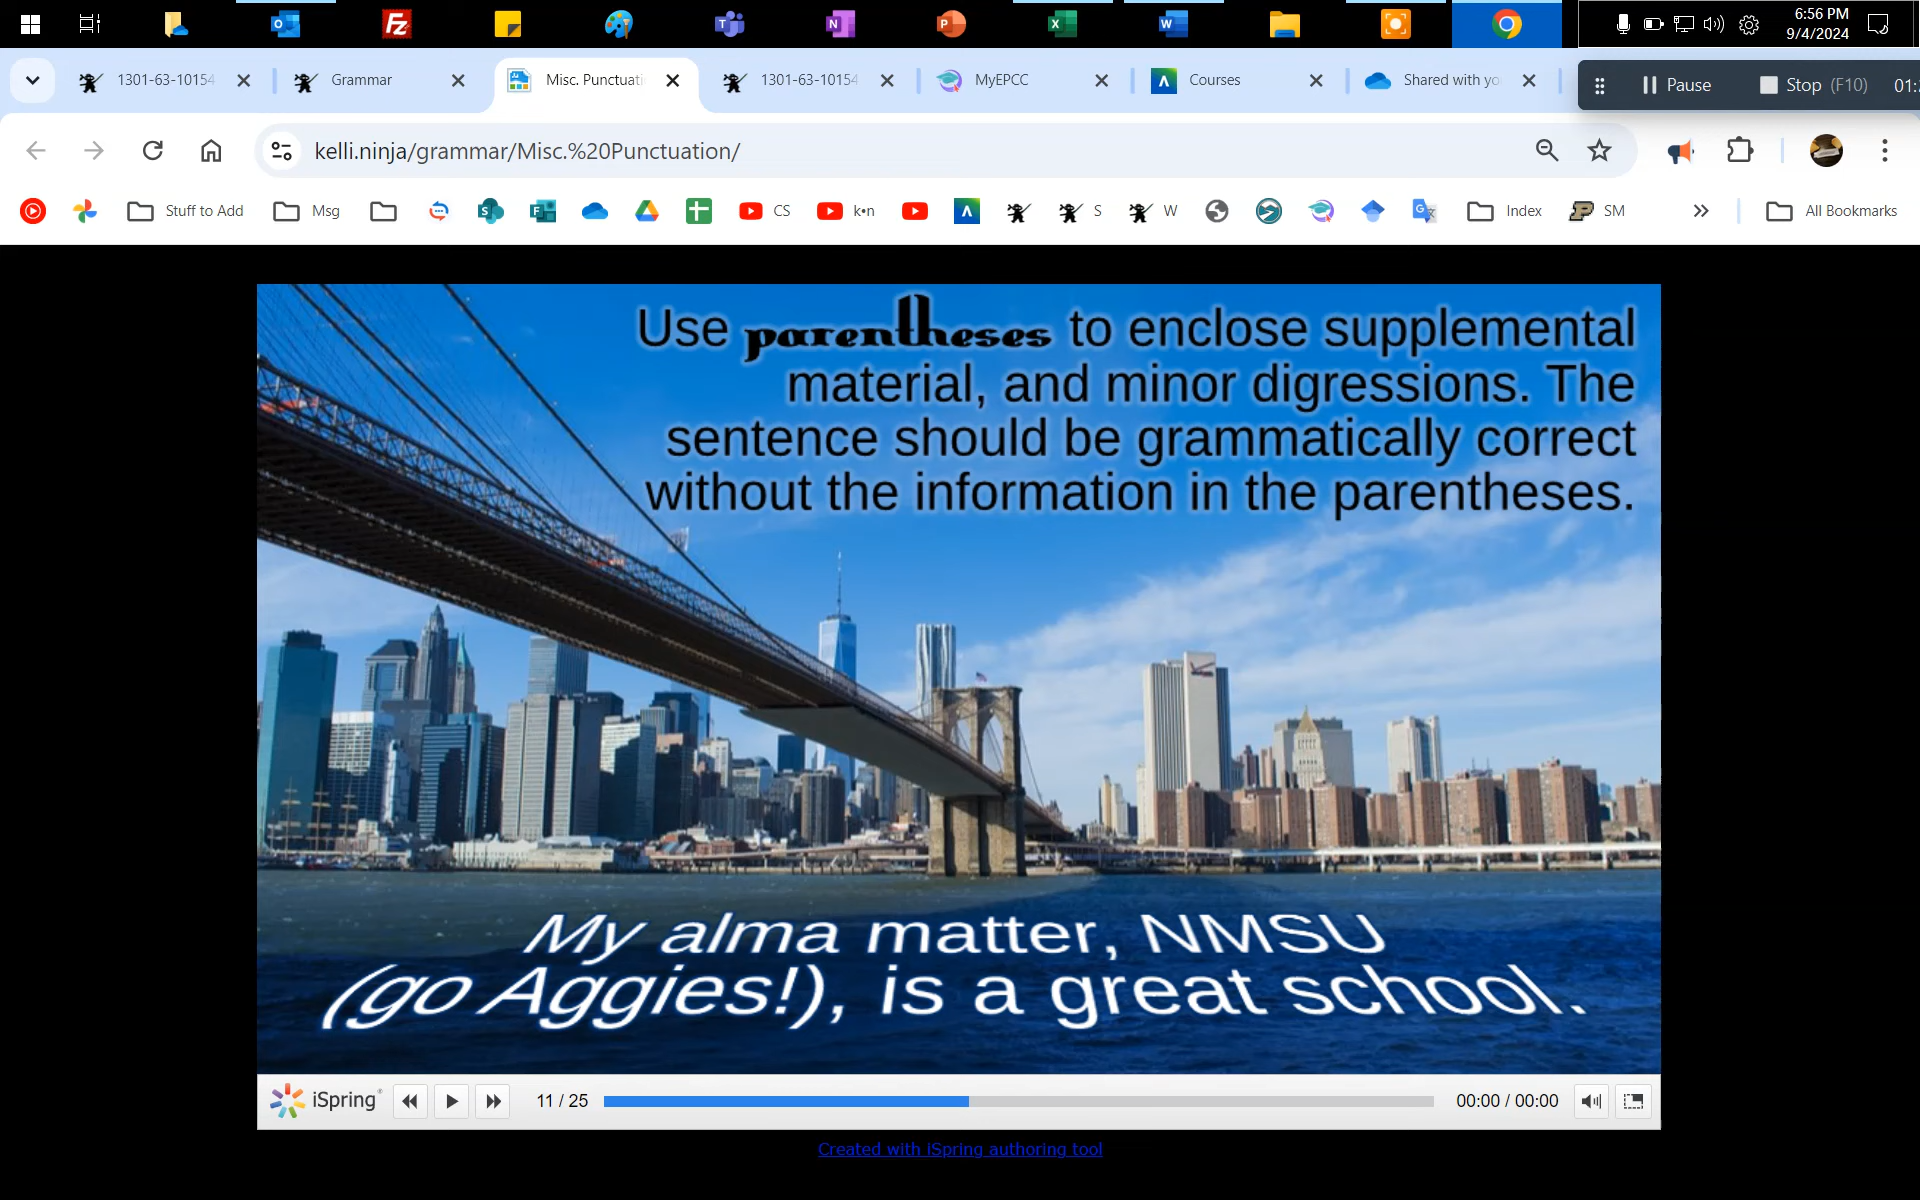 6:56 PM
9/4/2024
1301-63-10154
Grammar
Misc. Punctuati
1301-63-10154
MyEPCC
Courses
Shared with yo
Pause
Stop (F10)
01:
kelli.ninja/grammar/Misc.%20Punctuation/
Stuff to Add
Msg
CS
k•n
S
W
Index
SM
All Bookmarks
Use parentheses to enclose supplemental
material, and minor digressions. The
sentence should be grammatically correct
without the information in the parentheses.
My alma matter, NMSU
(go Aggies!), is a great school.
iSpring
11 / 25
00:00 / 00:00
Created with iSpring authoring tool